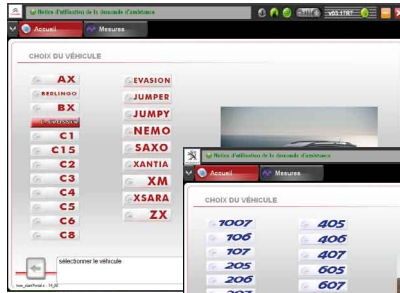 Notice d'utilisation de la demande d'assistance
Accueil
Mesures
CHOIX DU VÉHICULE
AX
BERLINGO
BX
C-CROSSER
C1
C15
C2
C3
C4
C5
C6
C8
EVASION
JUMPER
JUMPY
NEMO
SAXO
XANTIA
XM
XSARA
ZX
sélectionner le véhicule
Notice d'utilisation de la demande d'assistance
Accueil
Mesures
CHOIX DU VÉHICULE
1007
106
107
205
206
207
405
406
407
605
607